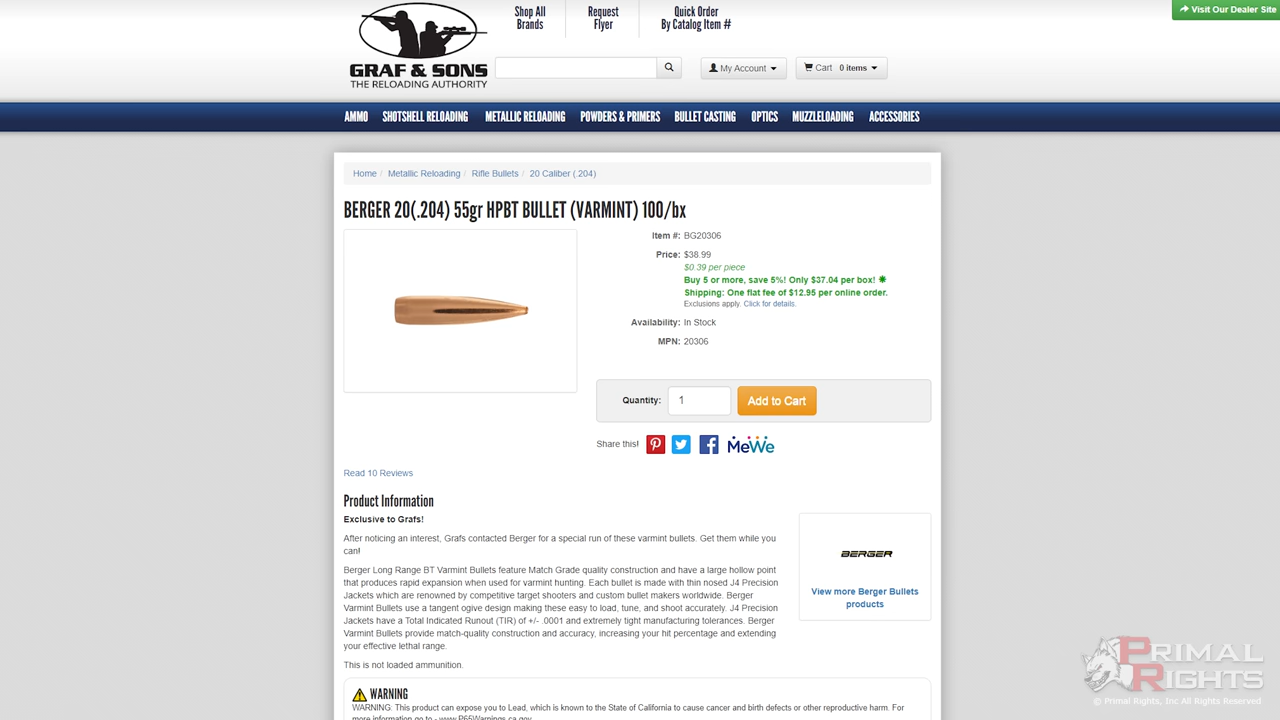 Shop All
Brands
Request
Flyer
Quick Order
By Catalog Item #
Visit Our Dealer Site
GRAF & SONS
THE RELOADING AUTHORITY
My Account
Cart 0 items
AMMO SHOTSHELL RELOADING METALLIC RELOADING POWDERS & PRIMERS BULLET CASTING OPTICS MUZZLELOADING ACCESSORIES
Home / Metallic Reloading / Rifle Bullets / 20 Caliber (.204)
BERGER 20(.204) 55gr HPBT BULLET (VARMINT) 100/bx
Item #: BG20306
Price: $38.99
$0.39 per piece
Buy 5 or more, save 5%! Only $37.04 per box! *
Shipping: One flat fee of $12.95 per online order.
Exclusions apply. Click for details.
Availability: In Stock
MPN: 20306
Quantity: 1 Add to Cart
Share this! MeWe
Read 10 Reviews
Product Information
Exclusive to Grafs!
After noticing an interest, Grafs contacted Berger for a special run of these varmint bullets. Get them while you
can!
Berger Long Range BT Varmint Bullets feature Match Grade quality construction and have a large hollow point
that produces rapid expansion when used for varmint hunting. Each bullet is made with thin nosed J4 Precision
Jackets which are renowned by competitive target shooters and custom bullet makers worldwide. Berger
Varmint Bullets use a tangent ogive design making these easy to load, tune, and shoot accurately. J4 Precision
Jackets have a Total Indicated Runout (TIR) of +/- .0001 and extremely tight manufacturing tolerances. Berger
Varmint Bullets provide match-quality construction and accuracy, increasing your hit percentage and extending
your effective lethal range.
This is not loaded ammunition.
BERGER
View more Berger Bullets
products
WARNING
WARNING: This product can expose you to Lead, which is known to the State of California to cause cancer and birth defects or other reproductive harm. For
more information go to - www.P65Warnings.ca.gov
PRIMAL
RIGHTS
© Primal Rights, Inc All Rights Reserved